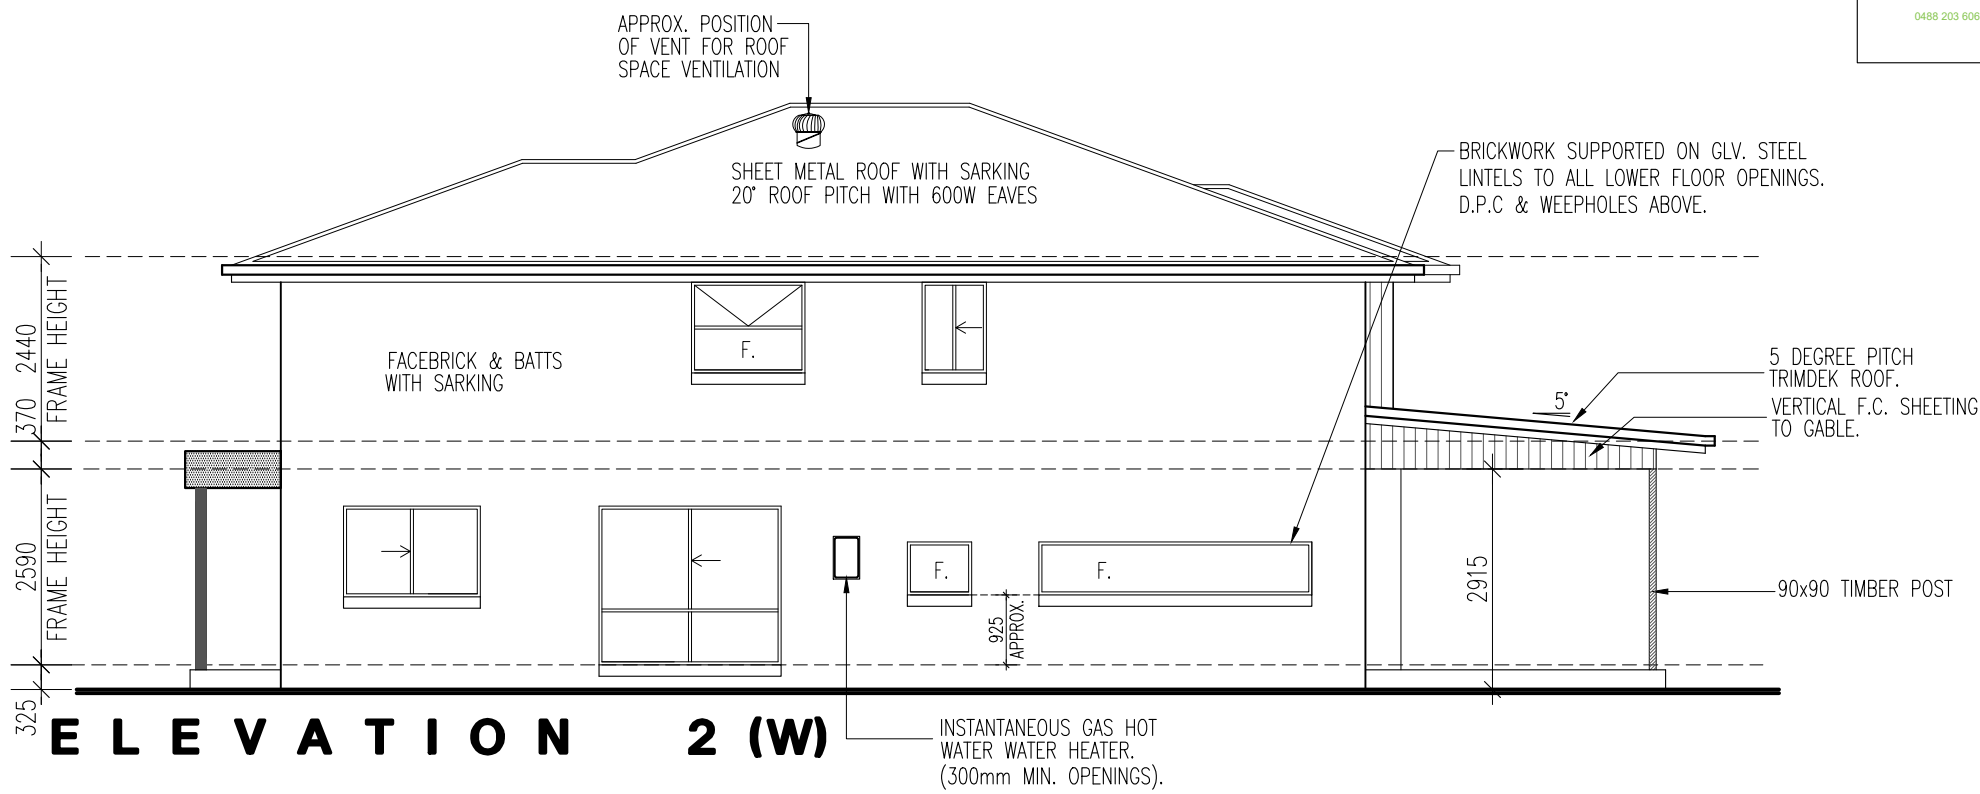 0488 203 606
APPROX. POSITION
OF VENT FOR ROOF
SPACE VENTILATION
SHEET METAL ROOF WITH SARKING
20° ROOF PITCH WITH 600W EAVES
BRICKWORK SUPPORTED ON GLV. STEEL
LINTELS TO ALL LOWER FLOOR OPENINGS.
D.P.C & WEEPHOLES ABOVE.
2440
FRAME HEIGHT
370
2590
FRAME HEIGHT
325
FACEBRICK & BATTS
WITH SARKING
F.
5°
5 DEGREE PITCH
TRIMDEK ROOF.
VERTICAL F.C. SHEETING
TO GABLE.
F.
F.
925
APPROX.
2915
90x90 TIMBER POST
ELEVATION 2 (W)
INSTANTANEOUS GAS HOT
WATER WATER HEATER.
(300mm MIN. OPENINGS).